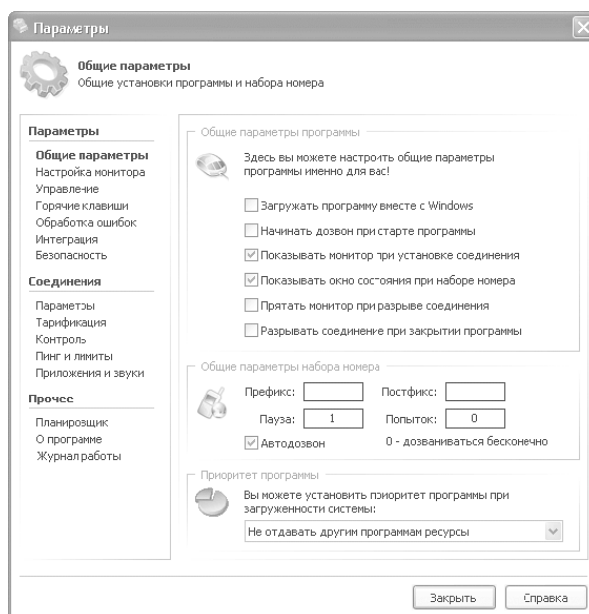 Параметры
Общие параметры
Общие установки программы и набора номера
Параметры
Общие параметры
Настройка монитора
Управление
Горячие клавиши
Обработка ошибок
Интеграция
Безопасность
Соединения
Параметры
Тарификация
Контроль
Пинг и лимиты
Приложения и звуки
Прочее
Планировщик
О программе
Журнал работы
Общие параметры программы
Здесь вы можете настроить общие параметры
программы именно для вас!
Загружать программу вместе с Windows
Начинать дозвон при старте программы
Показывать монитор при установке соединения
Показывать окно состояния при наборе номера
Прятать монитор при разрыве соединения
Разрывать соединение при закрытии программы
Общие параметры набора номера
Префикс: Постфикс:
Пауза: 1 Попыток: 0
Автодозвон 0 - дозваниваться бесконечно
Приоритет программы
Вы можете установить приоритет программы при
загруженности системы:
Не отдавать другим программам ресурсы
Закрыть Справка